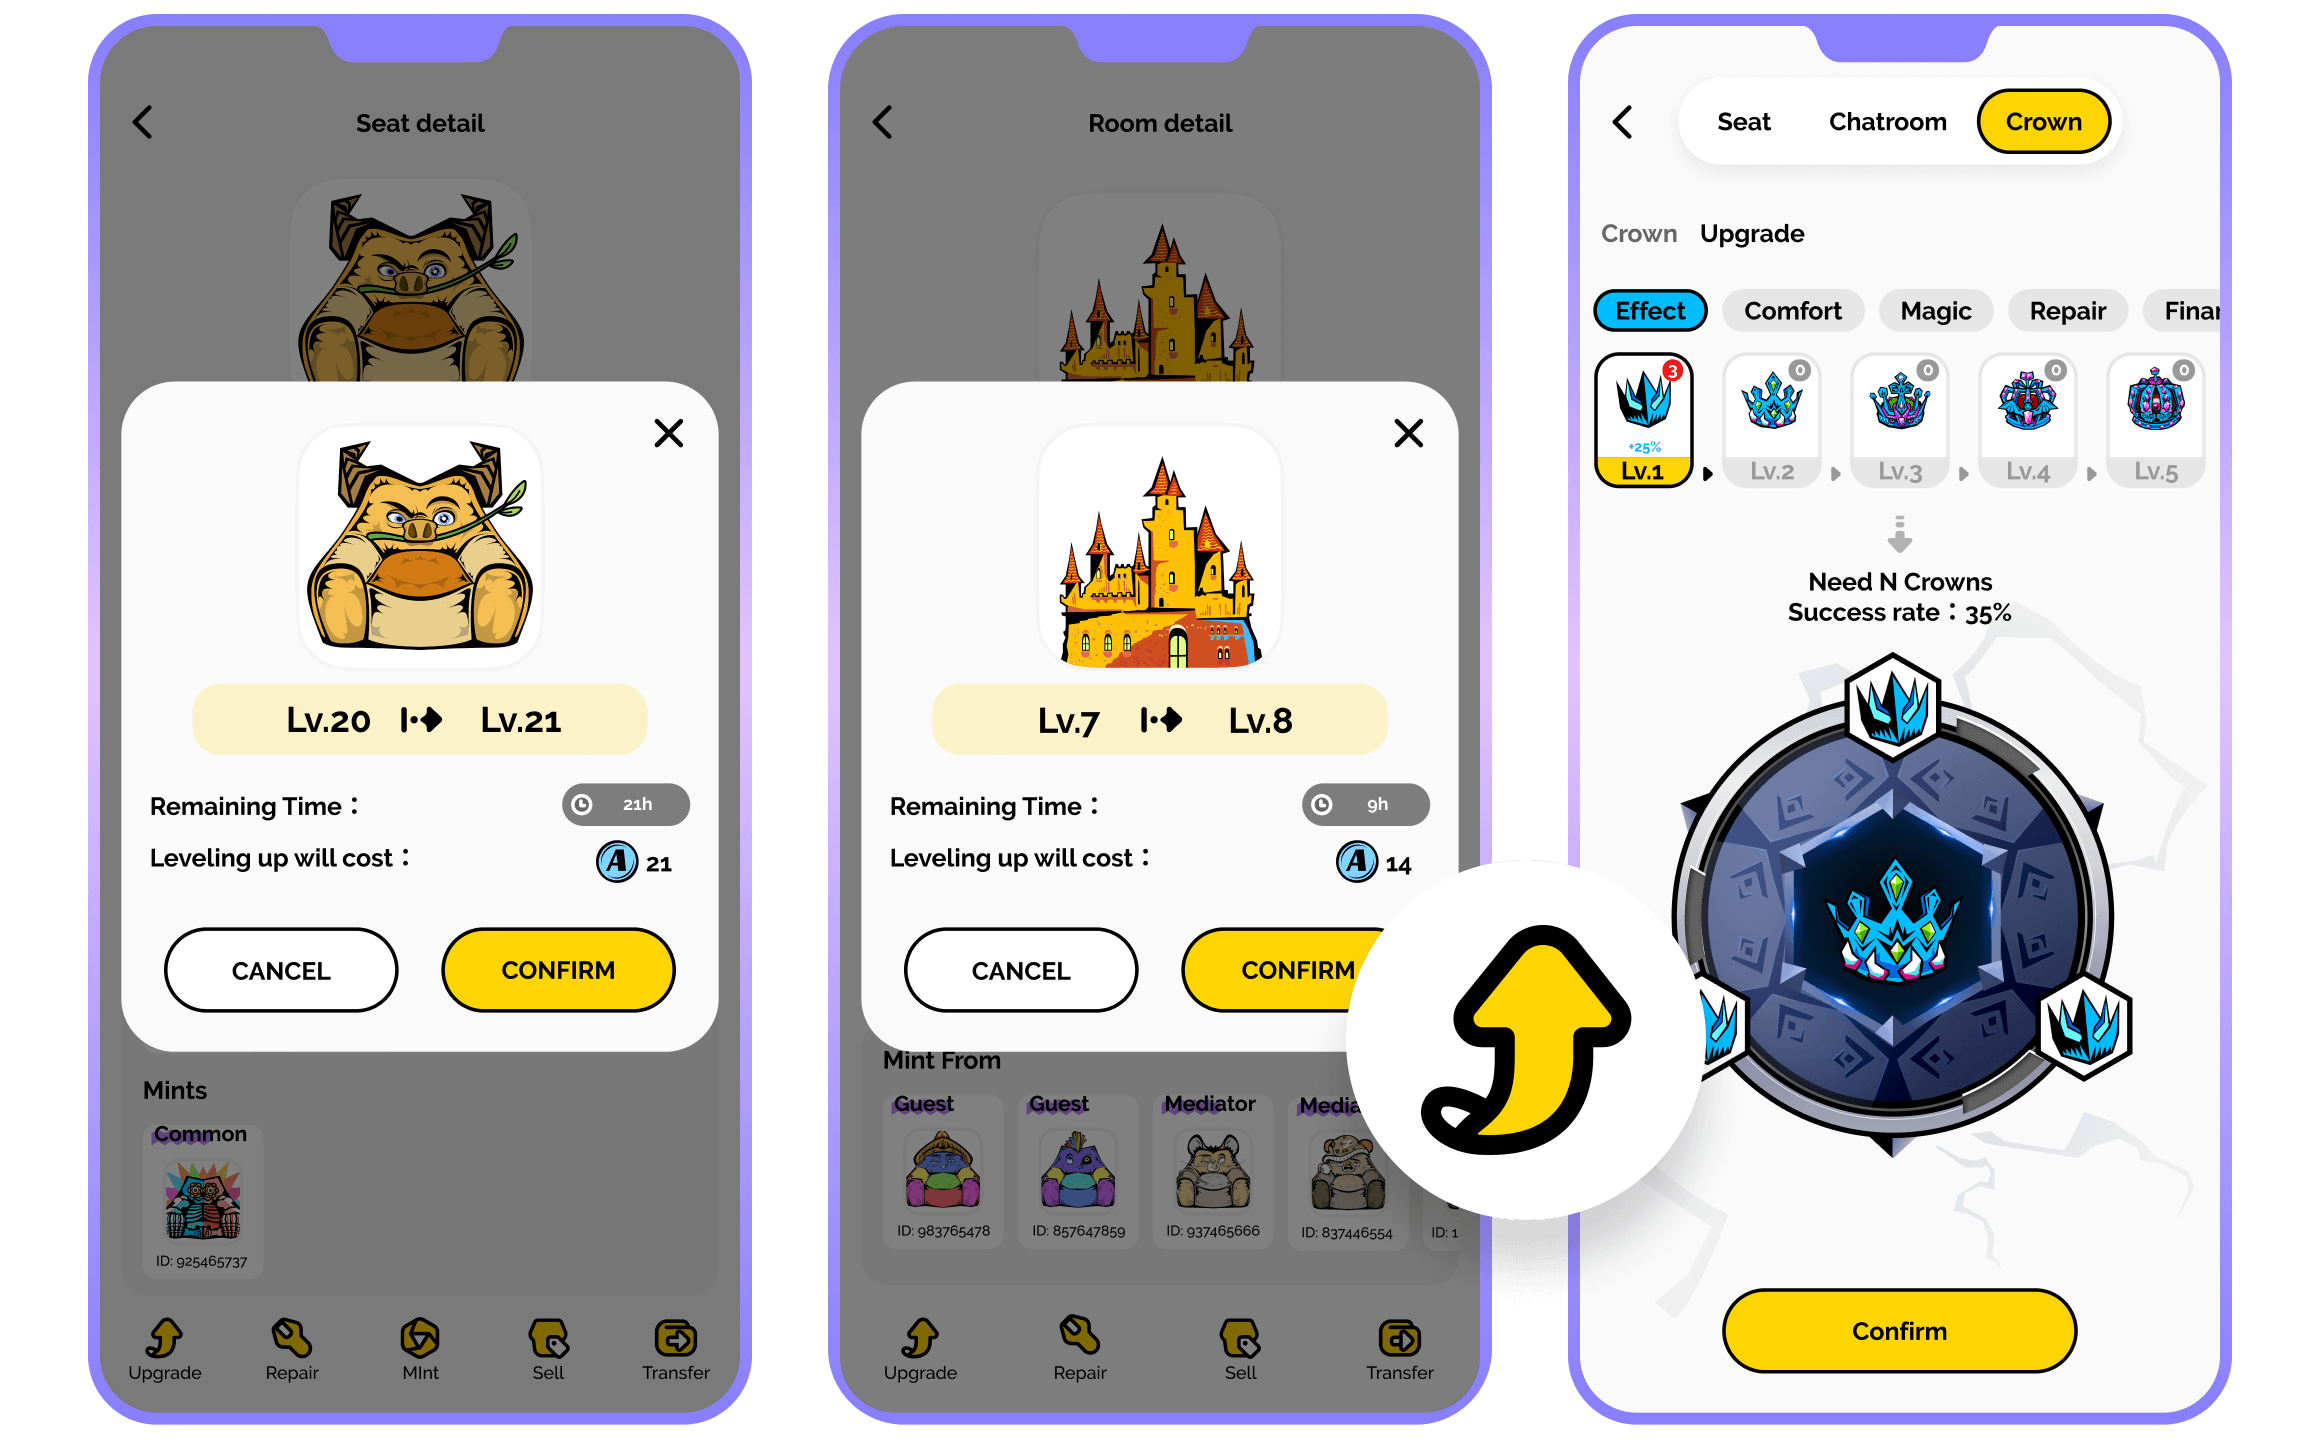 Seat detail
Lv.20 Lv.21
Remaining Time：
21h
Leveling up will cost：
A 21
CANCEL CONFIRM
Mints
Common
ID: 925465737
Upgrade Repair MInt Sell Transfer
Room detail
Lv.7 Lv.8
Remaining Time：
9h
Leveling up will cost：
A 14
CANCEL CONFIRM
Mint From
Guest Guest Mediator Media
ID: 983765478 ID: 857647859 ID: 937465666 ID: 837446554 ID: 1
Upgrade Repair Sell Transfer
Seat Chatroom Crown
Crown Upgrade
Effect Comfort Magic Repair Finan
3 0 0 0 0
+25%
Lv.1 Lv.2 Lv.3 Lv.4 Lv.5
Need N Crowns
Success rate：35%
Confirm